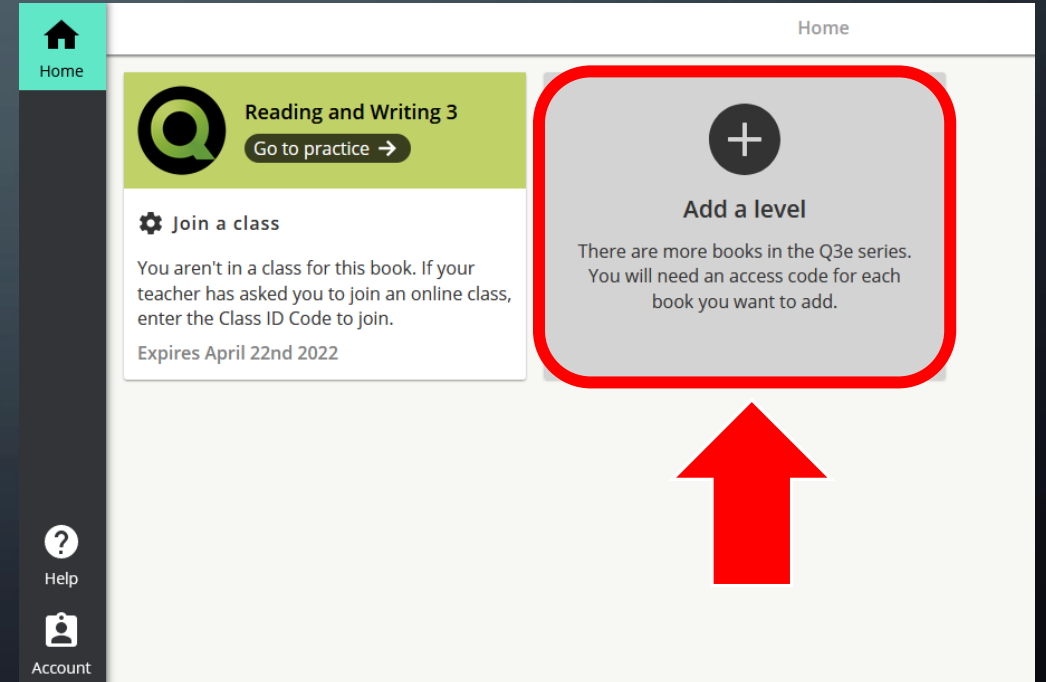 Home
Home
Reading and Writing 3
Go to practice →
Join a class
You aren't in a class for this book. If your
teacher has asked you to join an online class,
enter the Class ID Code to join.
Expires April 22nd 2022
Add a level
There are more books in the Q3e series.
You will need an access code for each
book you want to add.
Help
Account